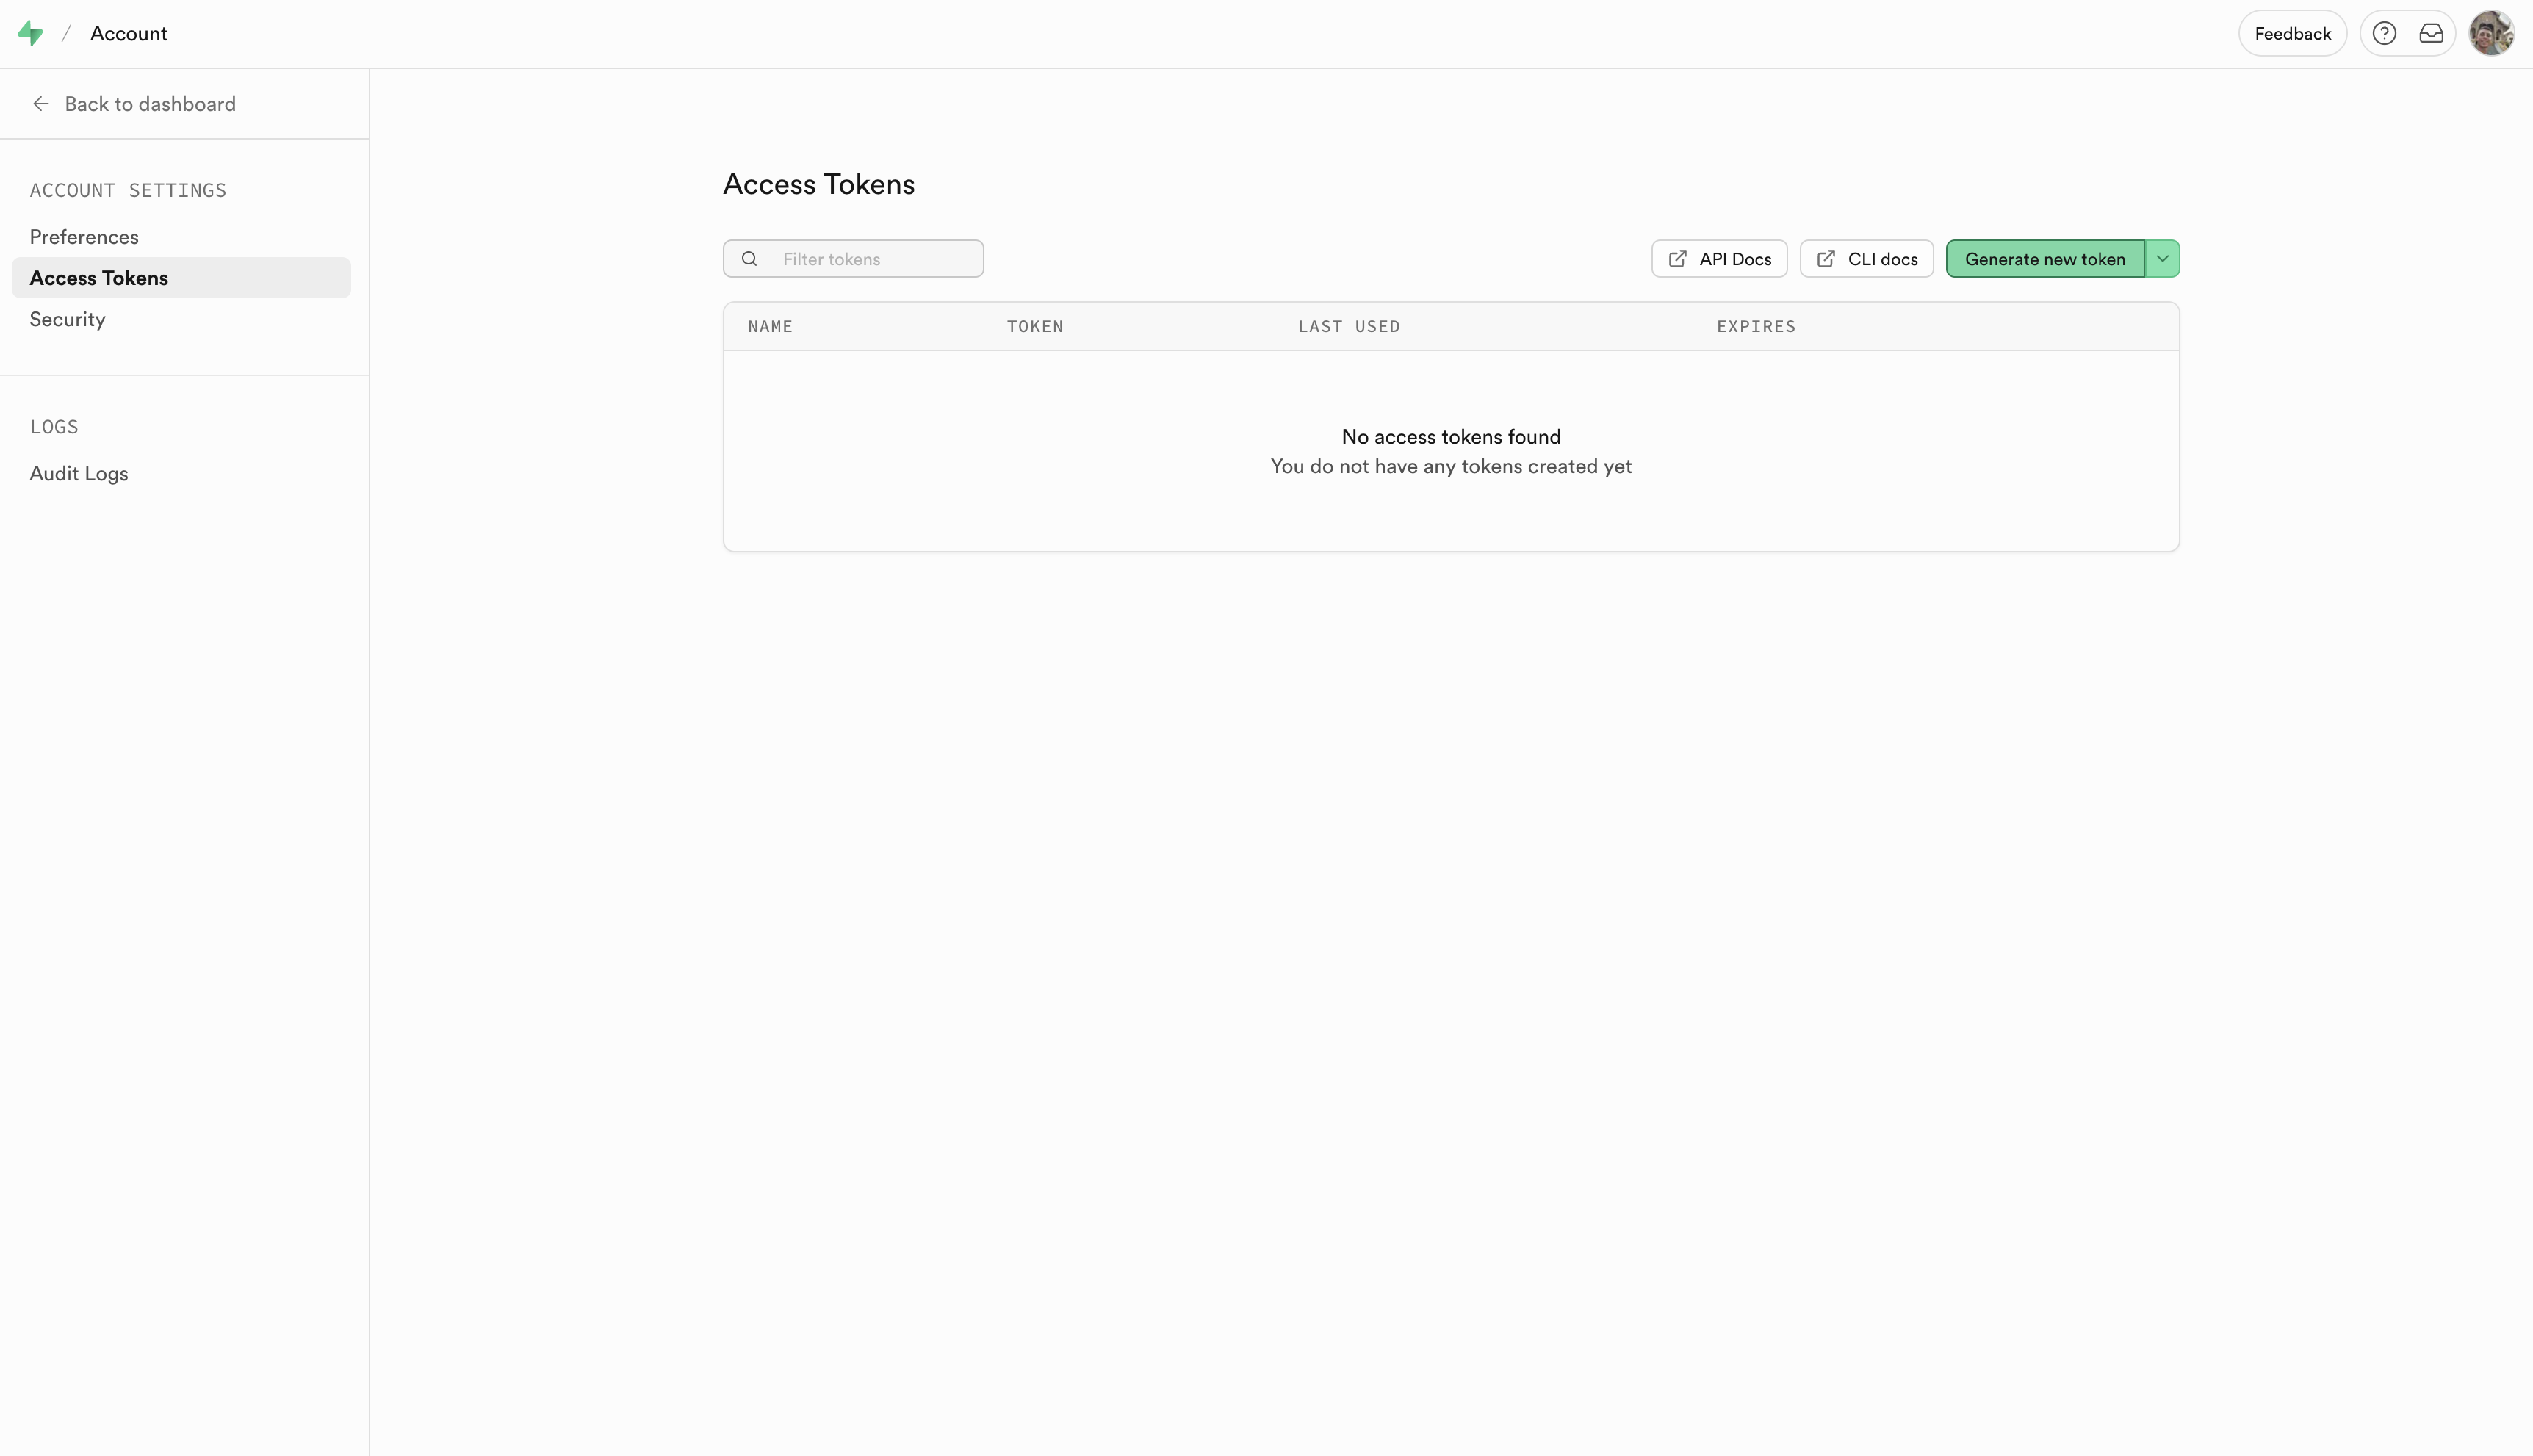 / Account
Feedback
Back to dashboard
ACCOUNT SETTINGS
Preferences
Access Tokens
Security
LOGS
Audit Logs
Access Tokens
Filter tokens
API Docs
CLI docs
Generate new token
NAME TOKEN LAST USED EXPIRES
No access tokens found
You do not have any tokens created yet